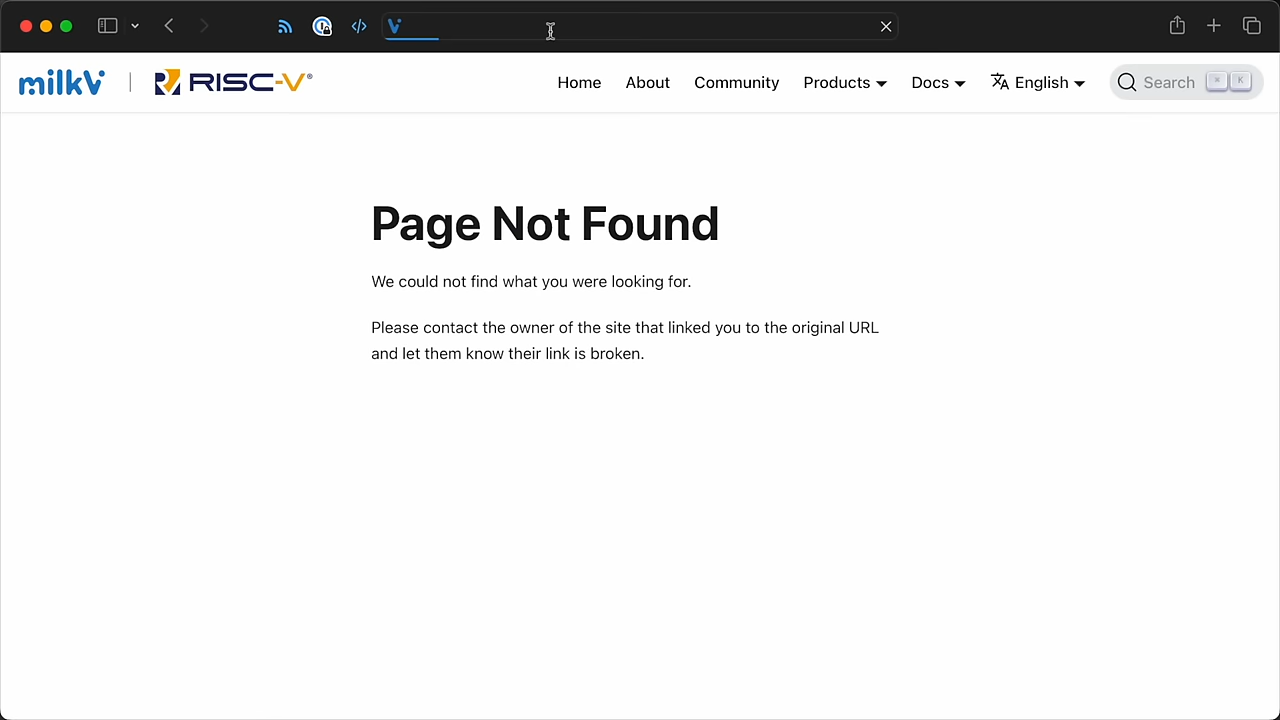 milkV | RISC-V® Home About Community Products Docs English Search ⌘ K
Page Not Found
We could not find what you were looking for.
Please contact the owner of the site that linked you to the original URL
and let them know their link is broken.